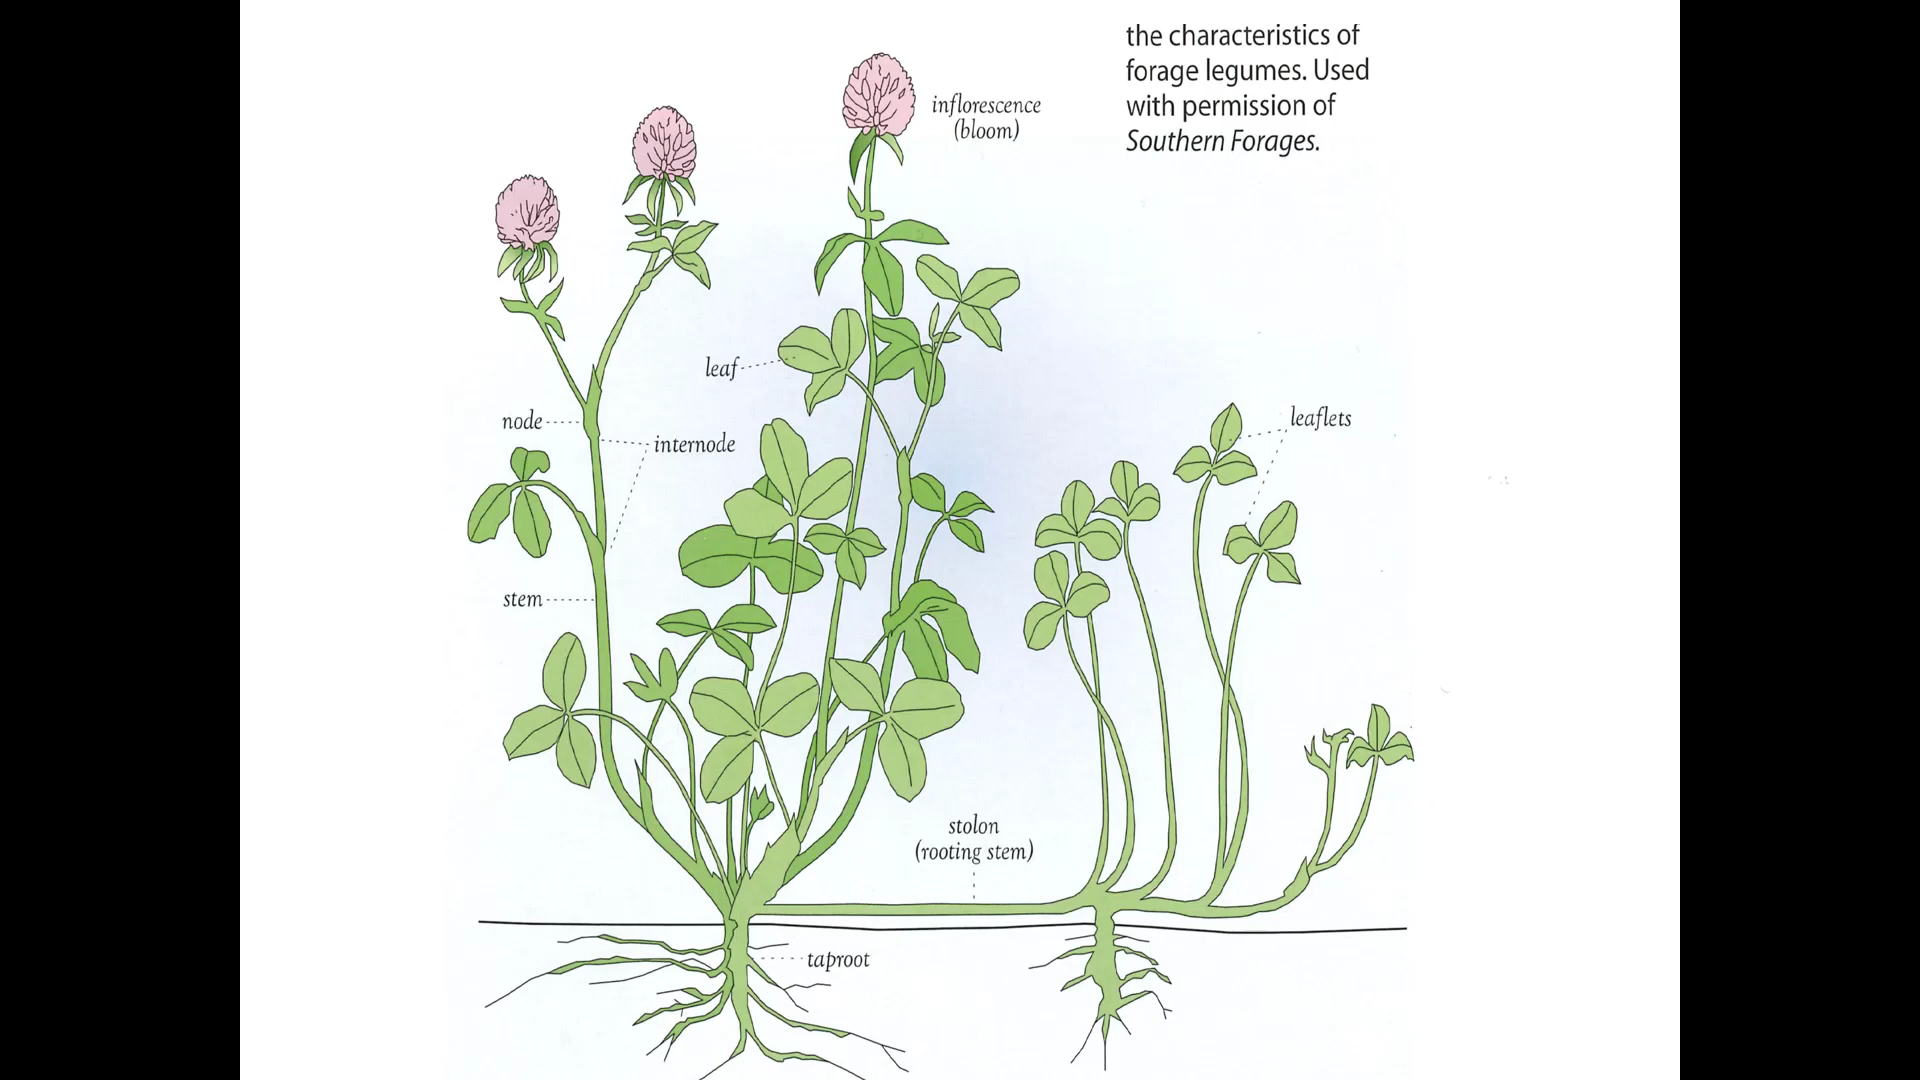 the characteristics of
forage legumes. Used
with permission of
Southern Forages.
inflorescence
(bloom)
leaf
node
internode
leaflets
stem
stolon
(rooting stem)
taproot